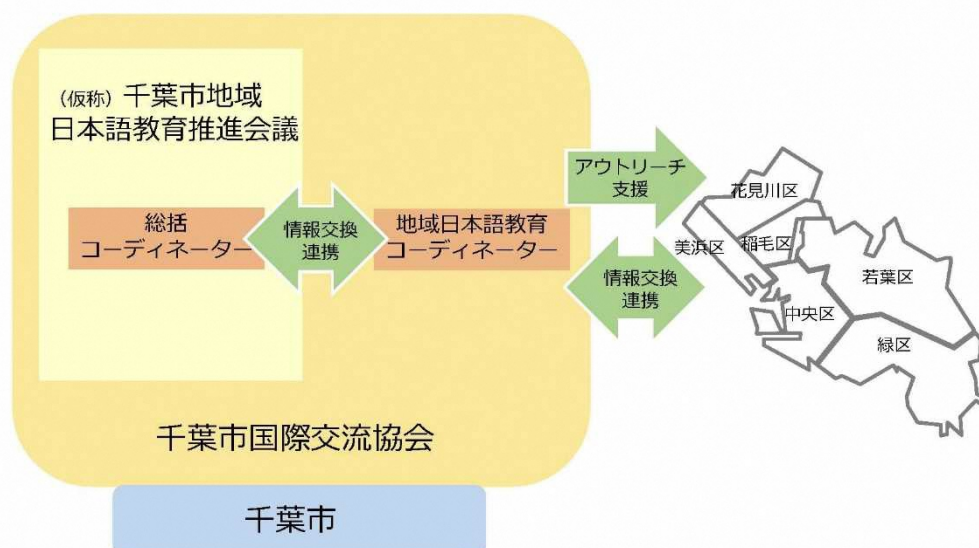 (仮称)千葉市地域
日本語教育推進会議
総括
コーディネーター
情報交換
連携
地域日本語教育
コーディネーター
アウトリーチ
支援
情報交換
連携
花見川区
美浜区
稲毛区
若葉区
中央区
緑区
千葉市国際交流協会
千葉市